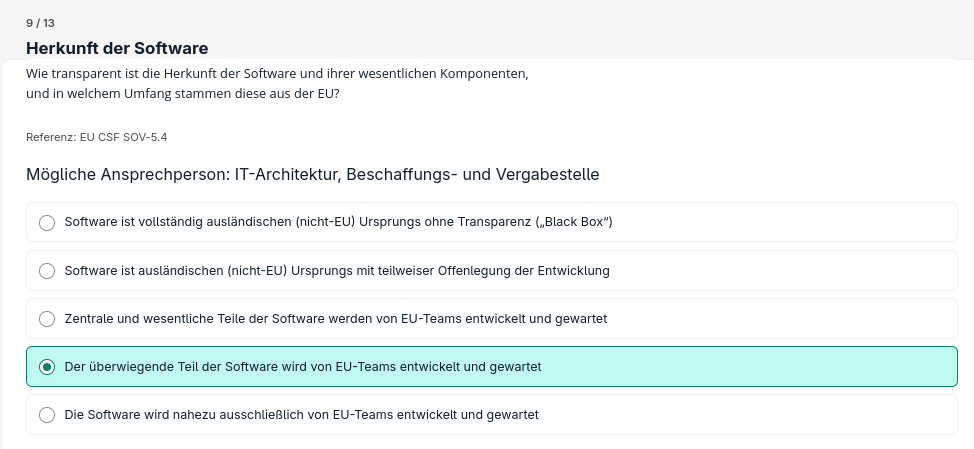 9 / 13
Herkunft der Software
Wie transparent ist die Herkunft der Software und ihrer wesentlichen Komponenten,
und in welchem Umfang stammen diese aus der EU?
Referenz: EU CSF SOV-5.4
Mögliche Ansprechperson: IT-Architektur, Beschaffungs- und Vergabestelle
Software ist vollständig ausländischen (nicht-EU) Ursprungs ohne Transparenz („Black Box“)
Software ist ausländischen (nicht-EU) Ursprungs mit teilweiser Offenlegung der Entwicklung
Zentrale und wesentliche Teile der Software werden von EU-Teams entwickelt und gewartet
Der überwiegende Teil der Software wird von EU-Teams entwickelt und gewartet
Die Software wird nahezu ausschließlich von EU-Teams entwickelt und gewartet